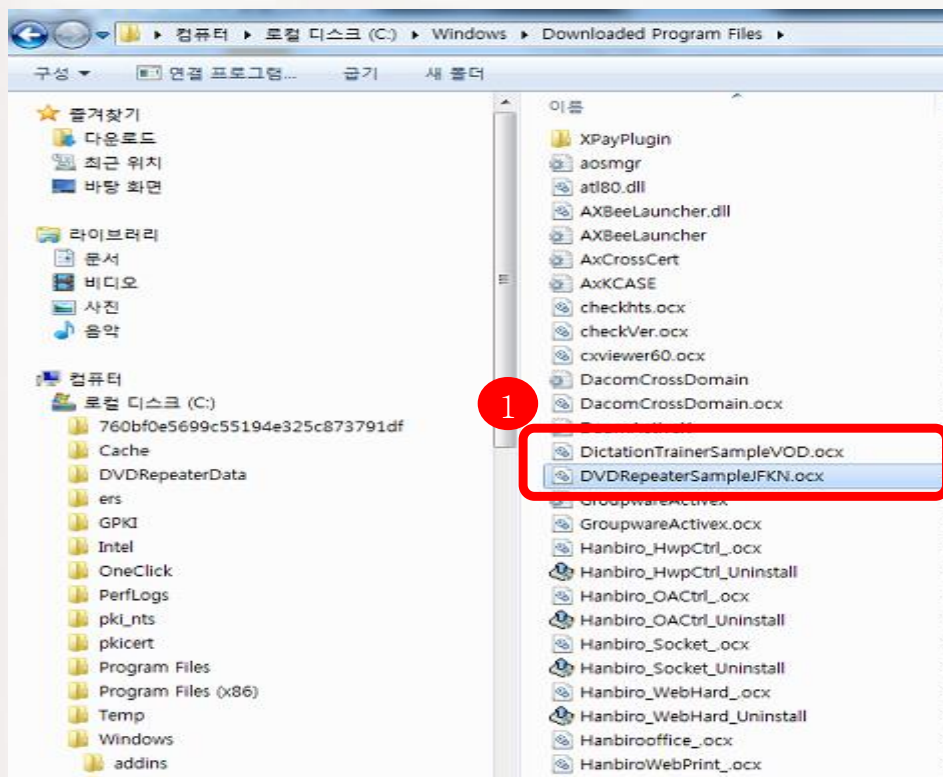 컴퓨터 ▸ 로컬 디스크 (C:) ▸ Windows ▸ Downloaded Program Files ▸
구성 연결 프로그램... 굽기 새 폴더
즐겨찾기
다운로드
최근 위치
바탕 화면
라이브러리
문서
비디오
사진
음악
컴퓨터
로컬 디스크 (C:)
760bf0e5699c55194e325c873791df
Cache
DVDRepeaterData
ers
GPKI
Intel
OneClick
PerfLogs
pki_nts
pkicert
Program Files
Program Files (x86)
Temp
Windows
addins
이름
XPayPlugin
aosmgr
atl80.dll
AXBeeLauncher.dll
AXBeeLauncher
AxCrossCert
AxKCASE
checkhts.ocx
checkVer.ocx
cxviewer60.ocx
DacomCrossDomain
DacomCrossDomain.ocx
1
DictationTrainerSampleVOD.ocx
DVDRepeaterSampleJFKN.ocx
GroupwareActivex
GroupwareActivex.ocx
Hanbiro_HwpCtrl_.ocx
Hanbiro_HwpCtrl_Uninstall
Hanbiro_OACtrl_.ocx
Hanbiro_OACtrl_Uninstall
Hanbiro_Socket_.ocx
Hanbiro_Socket_Uninstall
Hanbiro_WebHard_.ocx
Hanbiro_WebHard_Uninstall
Hanbirooffice_.ocx
HanbiroWebPrint_.ocx